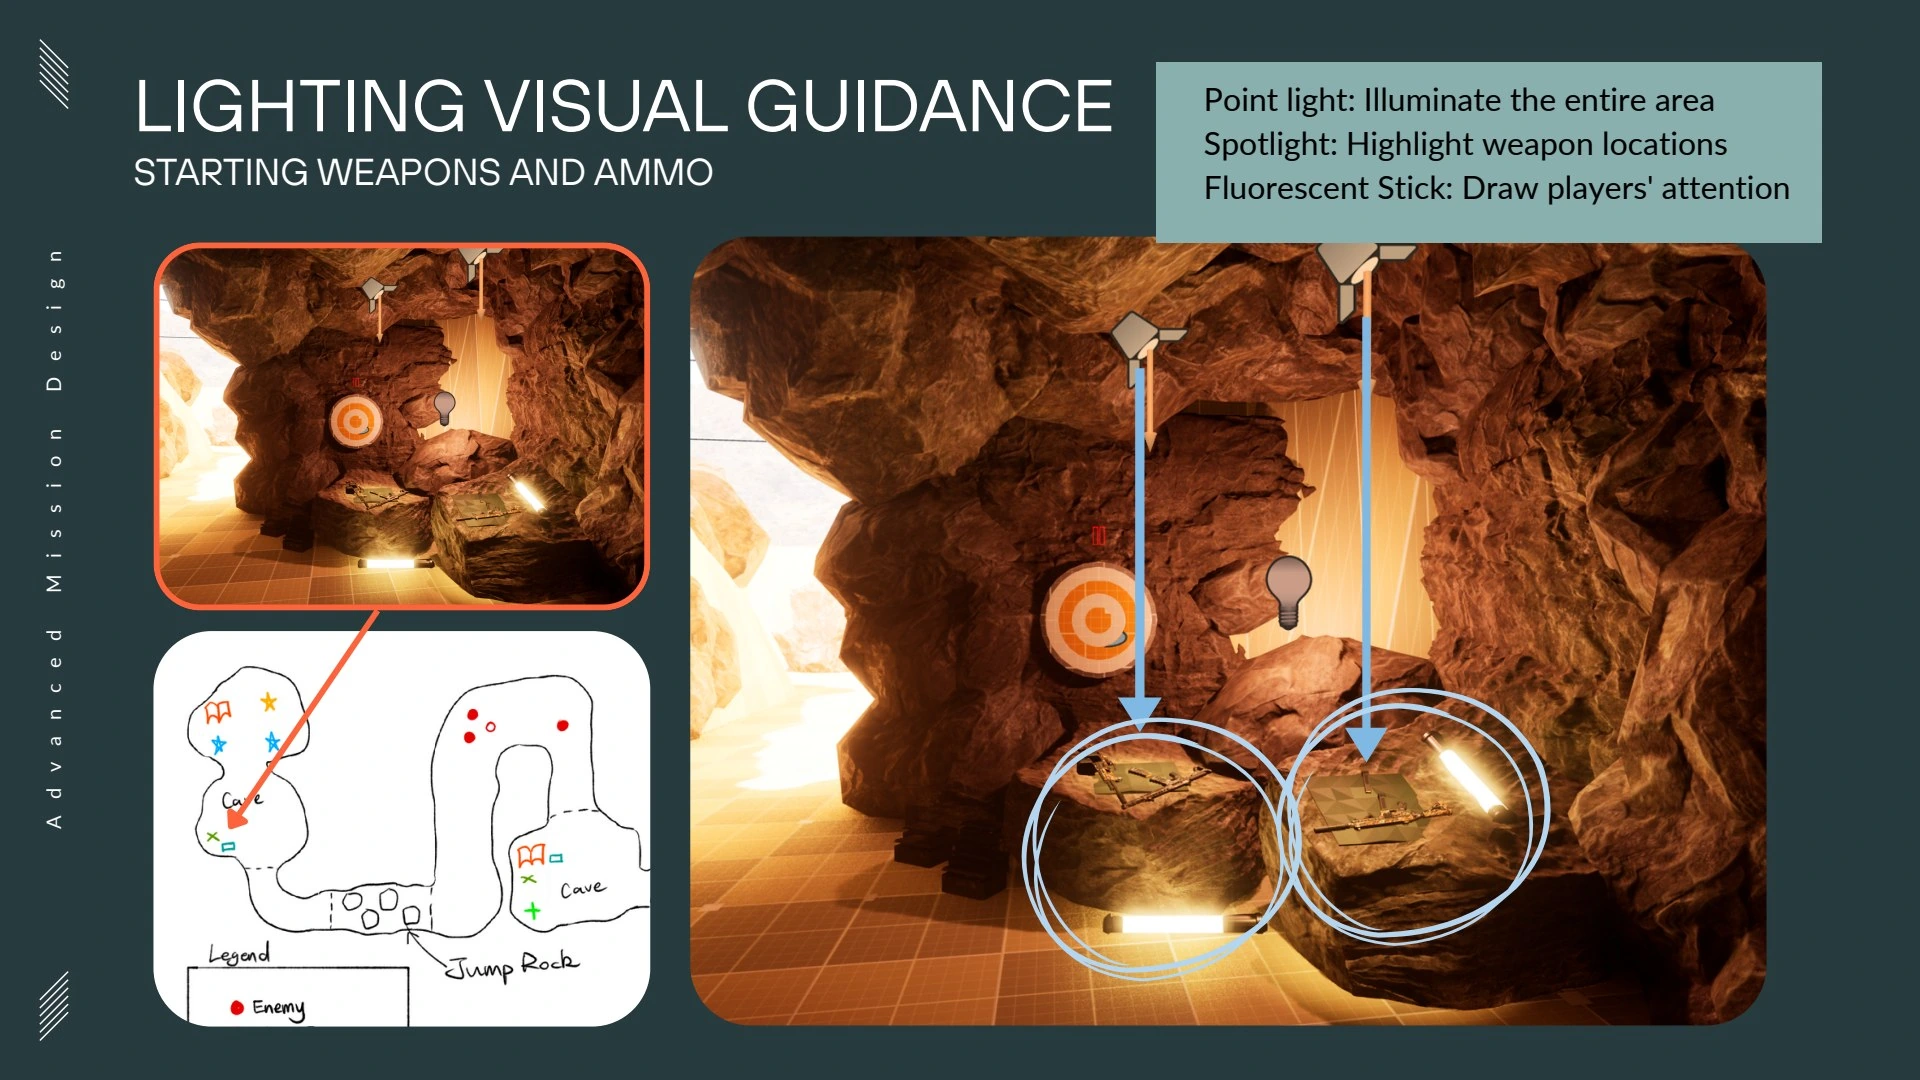 LIGHTING VISUAL GUIDANCE
STARTING WEAPONS AND AMMO
Point light: Illuminate the entire area
Spotlight: Highlight weapon locations
Fluorescent Stick: Draw players' attention
Advanced Mission Design
Cave
Cave
Jump Rock
Legend
Enemy